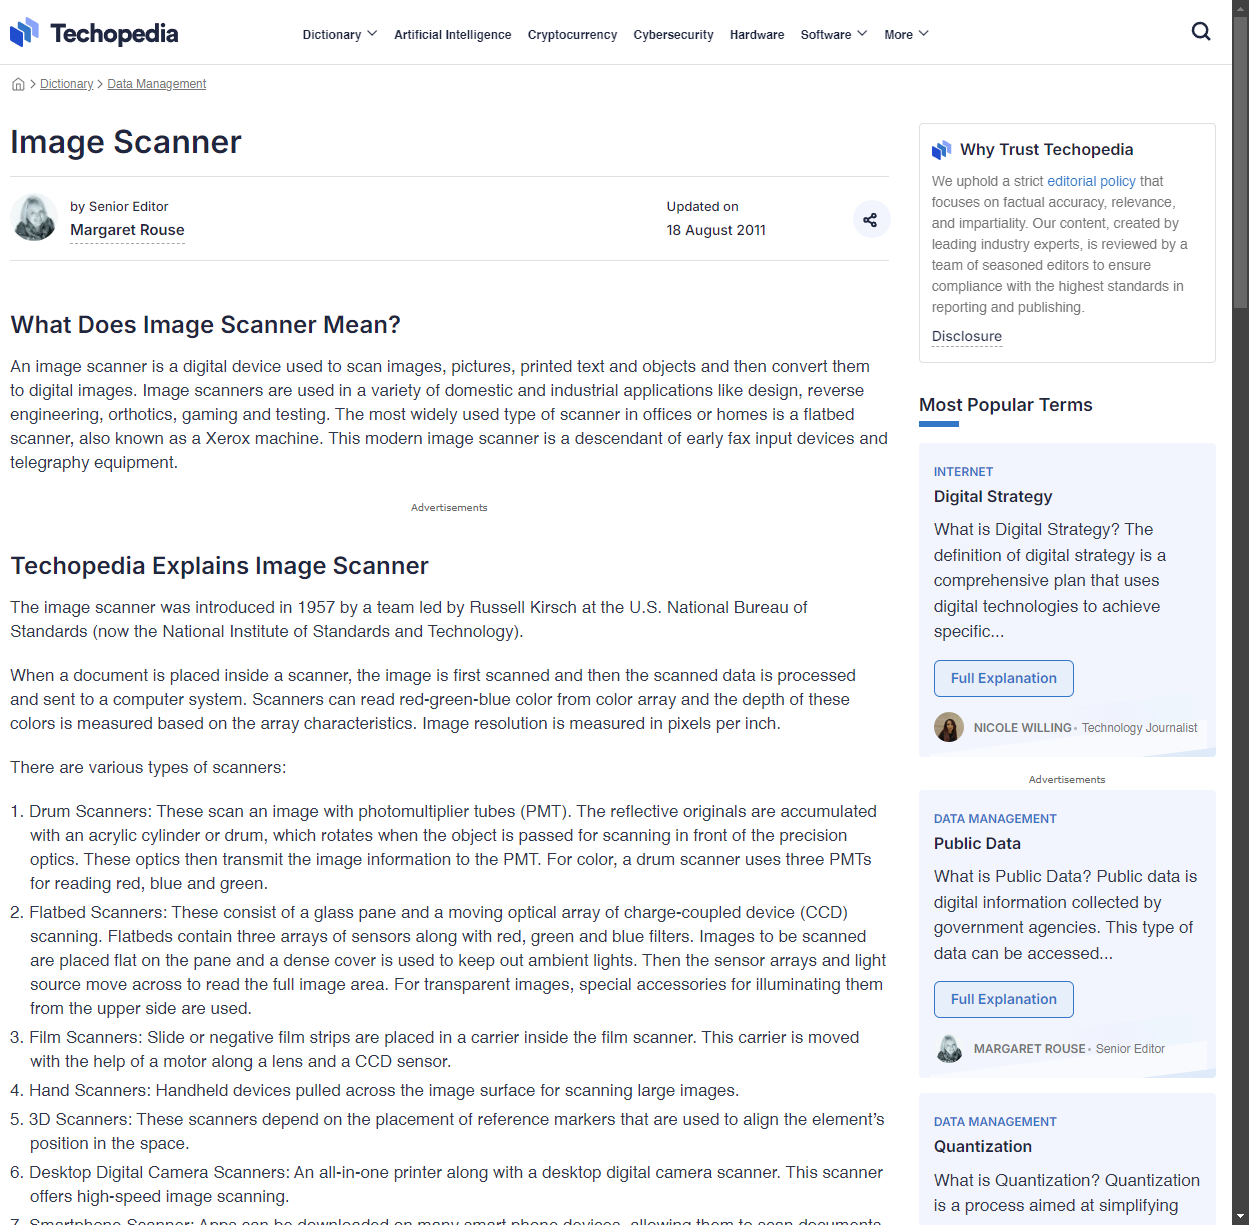 Techopedia
Dictionary Artificial Intelligence Cryptocurrency Cybersecurity Hardware Software More
Dictionary > Data Management
Image Scanner
by Senior Editor
Margaret Rouse
Updated on
18 August 2011
What Does Image Scanner Mean?
An image scanner is a digital device used to scan images, pictures, printed text and objects and then convert them
to digital images. Image scanners are used in a variety of domestic and industrial applications like design, reverse
engineering, orthotics, gaming and testing. The most widely used type of scanner in offices or homes is a flatbed
scanner, also known as a Xerox machine. This modern image scanner is a descendant of early fax input devices and
telegraphy equipment.
Advertisements
Techopedia Explains Image Scanner
The image scanner was introduced in 1957 by a team led by Russell Kirsch at the U.S. National Bureau of
Standards (now the National Institute of Standards and Technology).
When a document is placed inside a scanner, the image is first scanned and then the scanned data is processed
and sent to a computer system. Scanners can read red-green-blue color from color array and the depth of these
colors is measured based on the array characteristics. Image resolution is measured in pixels per inch.
There are various types of scanners:
1. Drum Scanners: These scan an image with photomultiplier tubes (PMT). The reflective originals are accumulated
with an acrylic cylinder or drum, which rotates when the object is passed for scanning in front of the precision
optics. These optics then transmit the image information to the PMT. For color, a drum scanner uses three PMTs
for reading red, blue and green.
2. Flatbed Scanners: These consist of a glass pane and a moving optical array of charge-coupled device (CCD)
scanning. Flatbeds contain three arrays of sensors along with red, green and blue filters. Images to be scanned
are placed flat on the pane and a dense cover is used to keep out ambient lights. Then the sensor arrays and light
source move across to read the full image area. For transparent images, special accessories for illuminating them
from the upper side are used.
3. Film Scanners: Slide or negative film strips are placed in a carrier inside the film scanner. This carrier is moved
with the help of a motor along a lens and a CCD sensor.
4. Hand Scanners: Handheld devices pulled across the image surface for scanning large images.
5. 3D Scanners: These scanners depend on the placement of reference markers that are used to align the element’s
position in the space.
6. Desktop Digital Camera Scanners: An all-in-one printer along with a desktop digital camera scanner. This scanner
offers high-speed image scanning.
7. Smartphone Scanner: Apps can be downloaded on many smart phone devices, allowing them to scan documents
Why Trust Techopedia
We uphold a strict editorial policy that
focuses on factual accuracy, relevance,
and impartiality. Our content, created by
leading industry experts, is reviewed by a
team of seasoned editors to ensure
compliance with the highest standards in
reporting and publishing.
Disclosure
Most Popular Terms
INTERNET
Digital Strategy
What is Digital Strategy? The
definition of digital strategy is a
comprehensive plan that uses
digital technologies to achieve
specific...
Full Explanation
NICOLE WILLING • Technology Journalist
Advertisements
DATA MANAGEMENT
Public Data
What is Public Data? Public data is
digital information collected by
government agencies. This type of
data can be accessed...
Full Explanation
MARGARET ROUSE • Senior Editor
DATA MANAGEMENT
Quantization
What is Quantization? Quantization
is a process aimed at simplifying